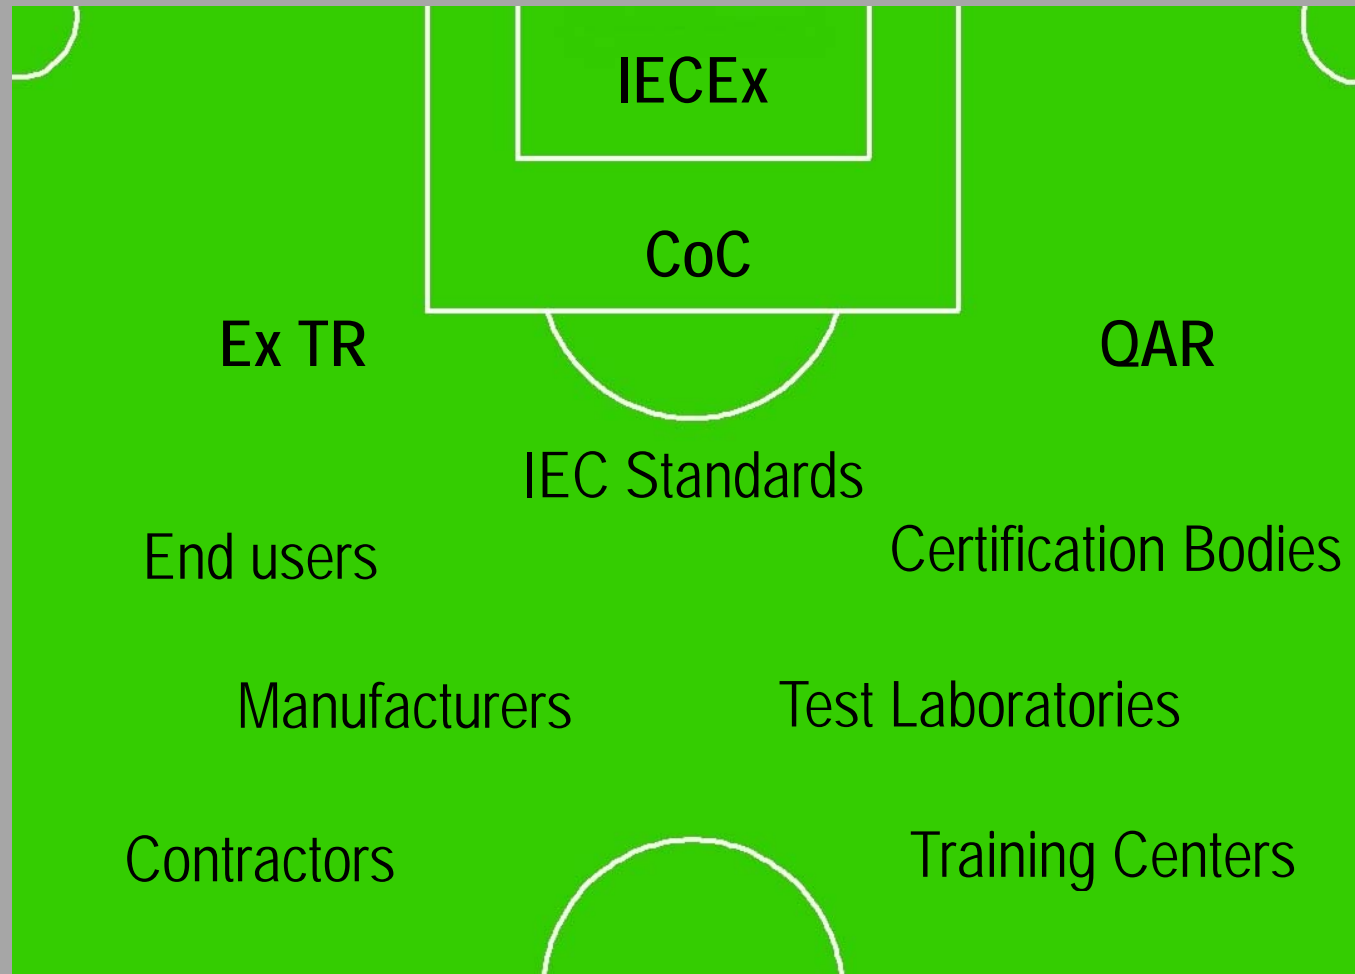 IECEx
CoC
Ex TR
QAR
IEC Standards
End users
Certification Bodies
Manufacturers
Test Laboratories
Contractors
Training Centers